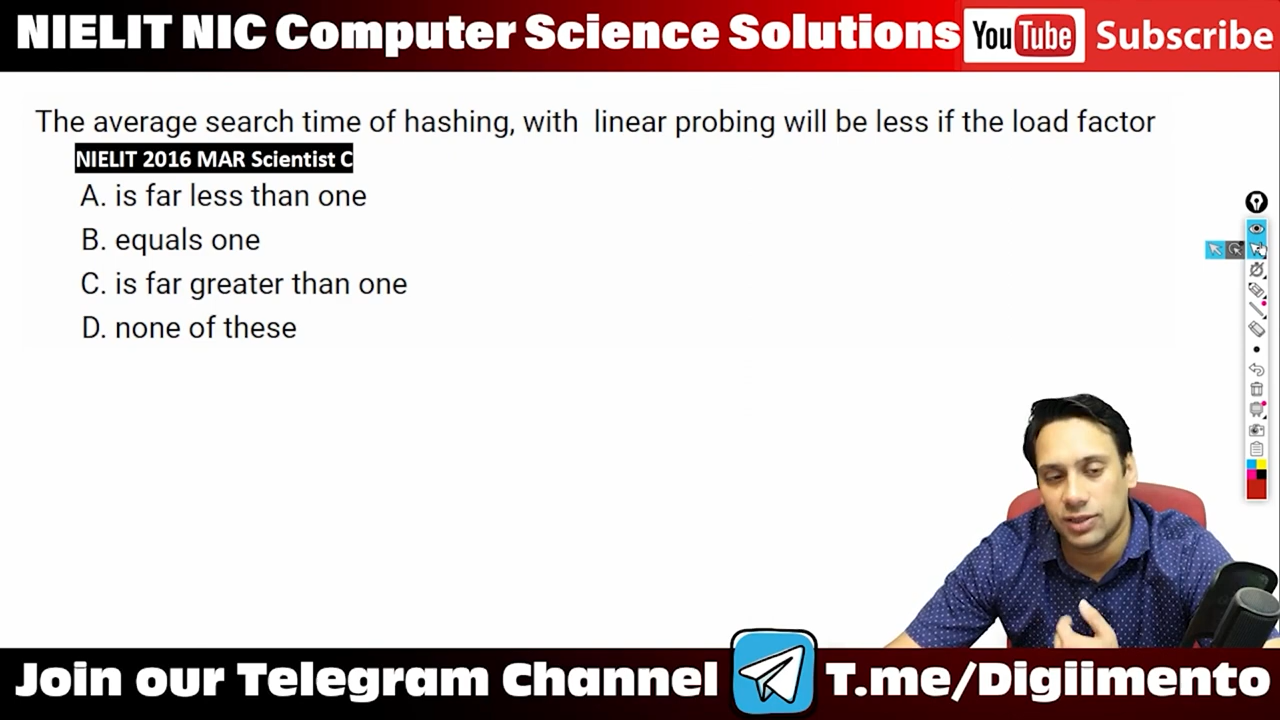 NIELIT NIC Computer Science Solutions YouTube Subscribe
The average search time of hashing, with linear probing will be less if the load factor
NIELIT 2016 MAR Scientist C
A. is far less than one
B. equals one
C. is far greater than one
D. none of these
Join our Telegram Channel T.me/Digiimento